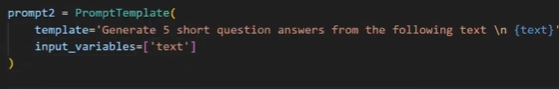 prompt2 = PromptTemplate(
    template='Generate 5 short question answers from the following text \n {text}'
    input_variables=['text']
)